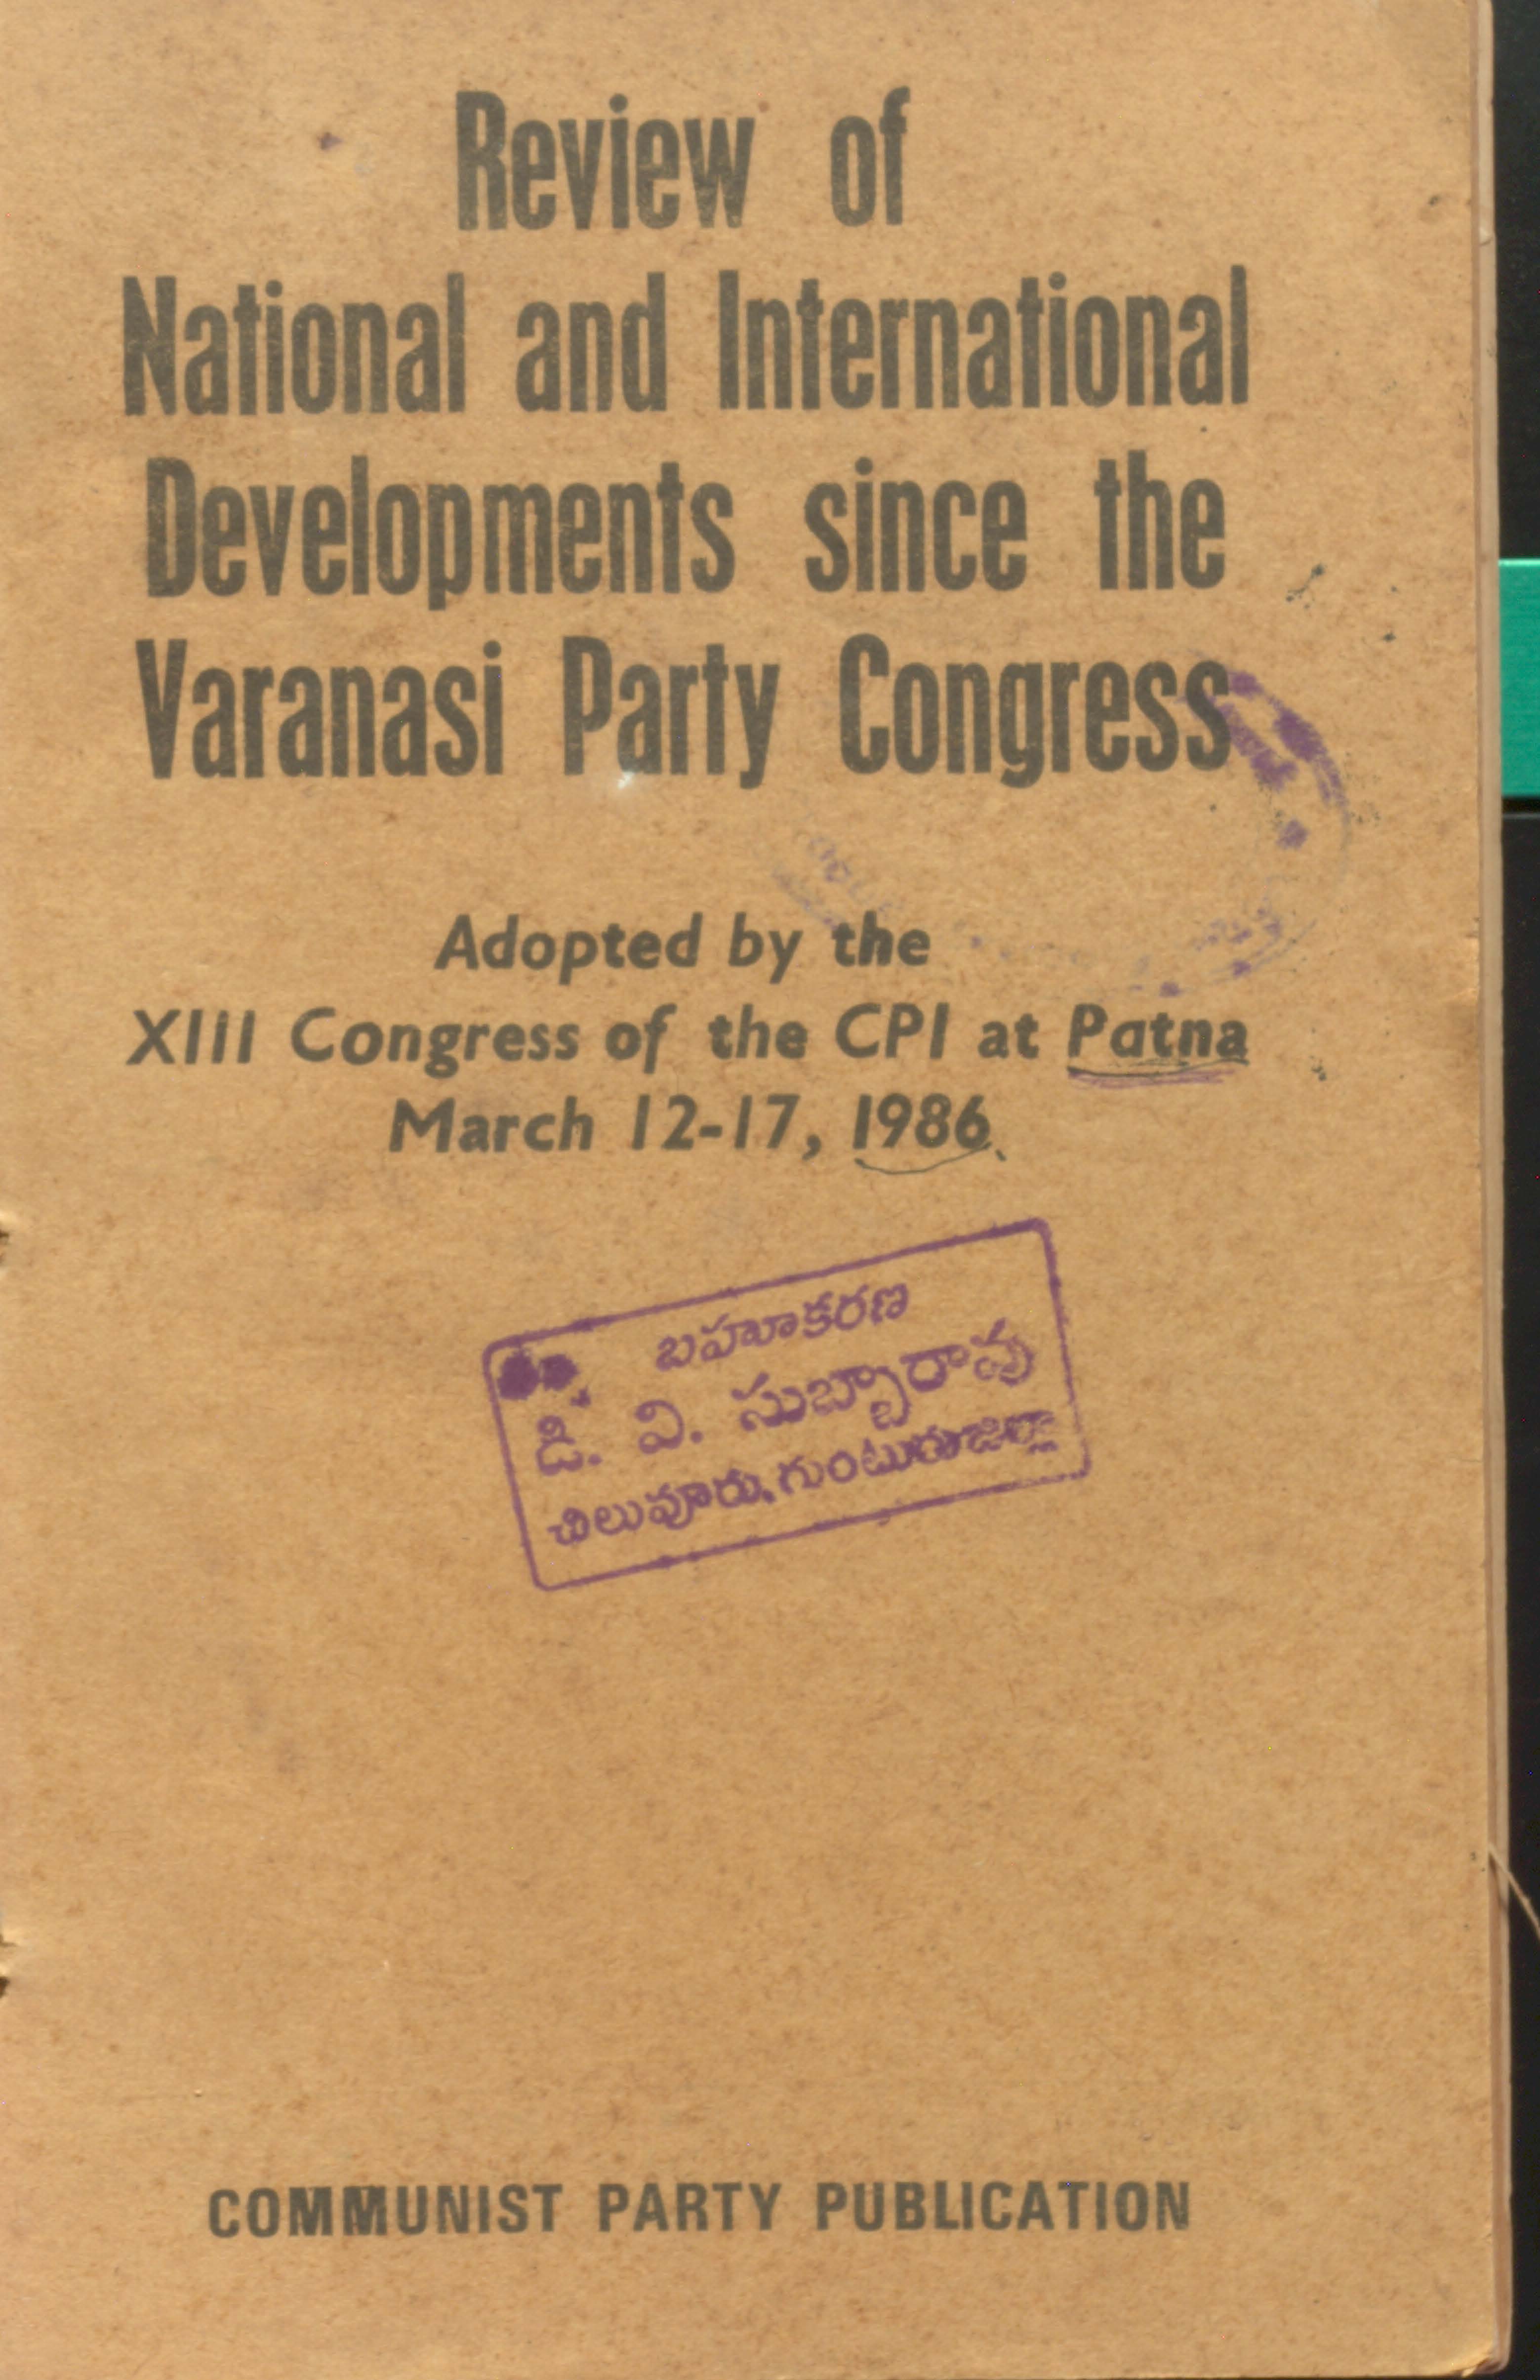 Review of
National and International
Developments since the
Varanasi Party Congress
Adopted by the
XIII Congress of the CPI at Patna
March 12-17, 1986
బహూకరణ
డి. వి. సుబ్బారావు
చిలువూరు, గుంటూరుజిల్లా
COMMUNIST PARTY PUBLICATION